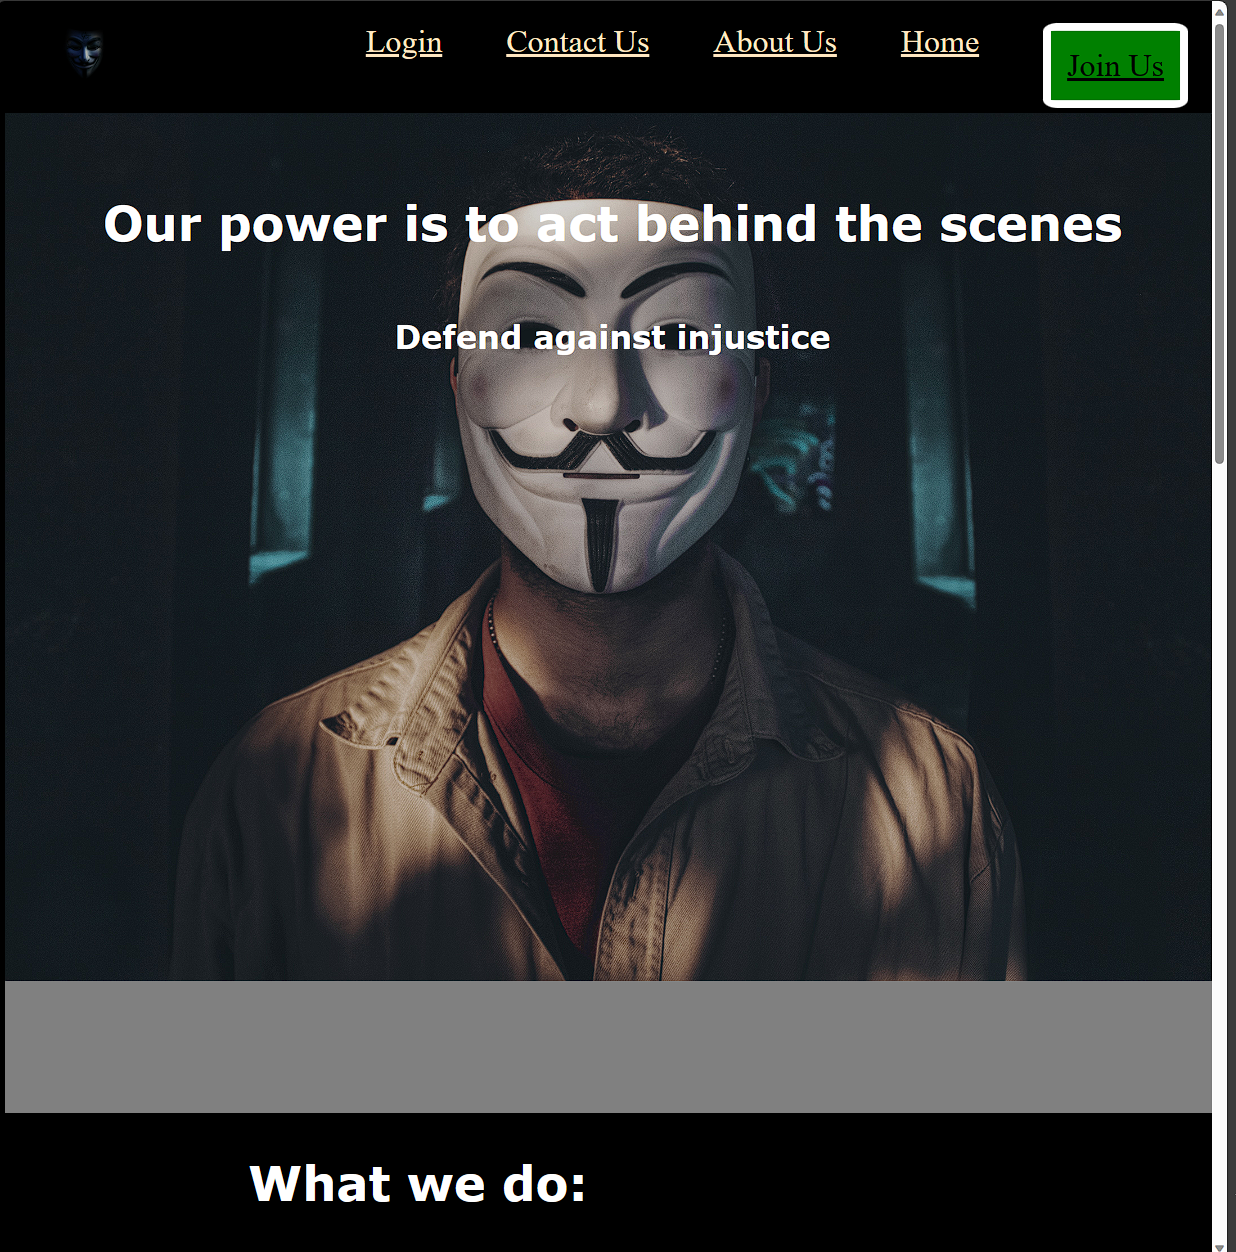 Login
Contact Us
About Us
Home
Join Us
Our power is to act behind the scenes
Defend against injustice
What we do: